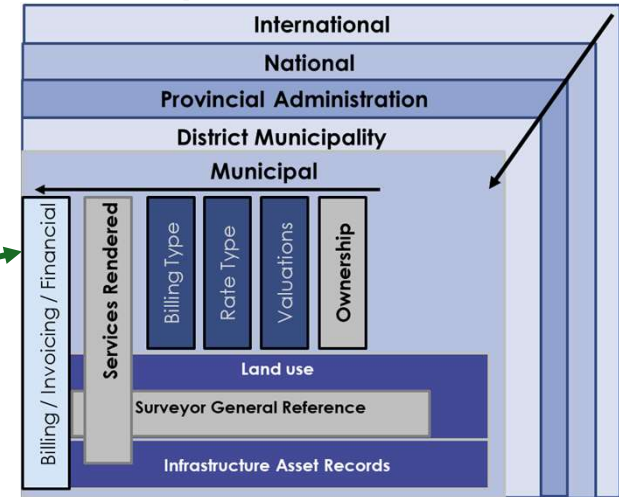 International
National
Provincial Administration
District Municipality
Municipal
Billing / Invoicing / Financial
Services Rendered
Billing Type
Rate Type
Valuations
Ownership
Land use
Surveyor General Reference
Infrastructure Asset Records